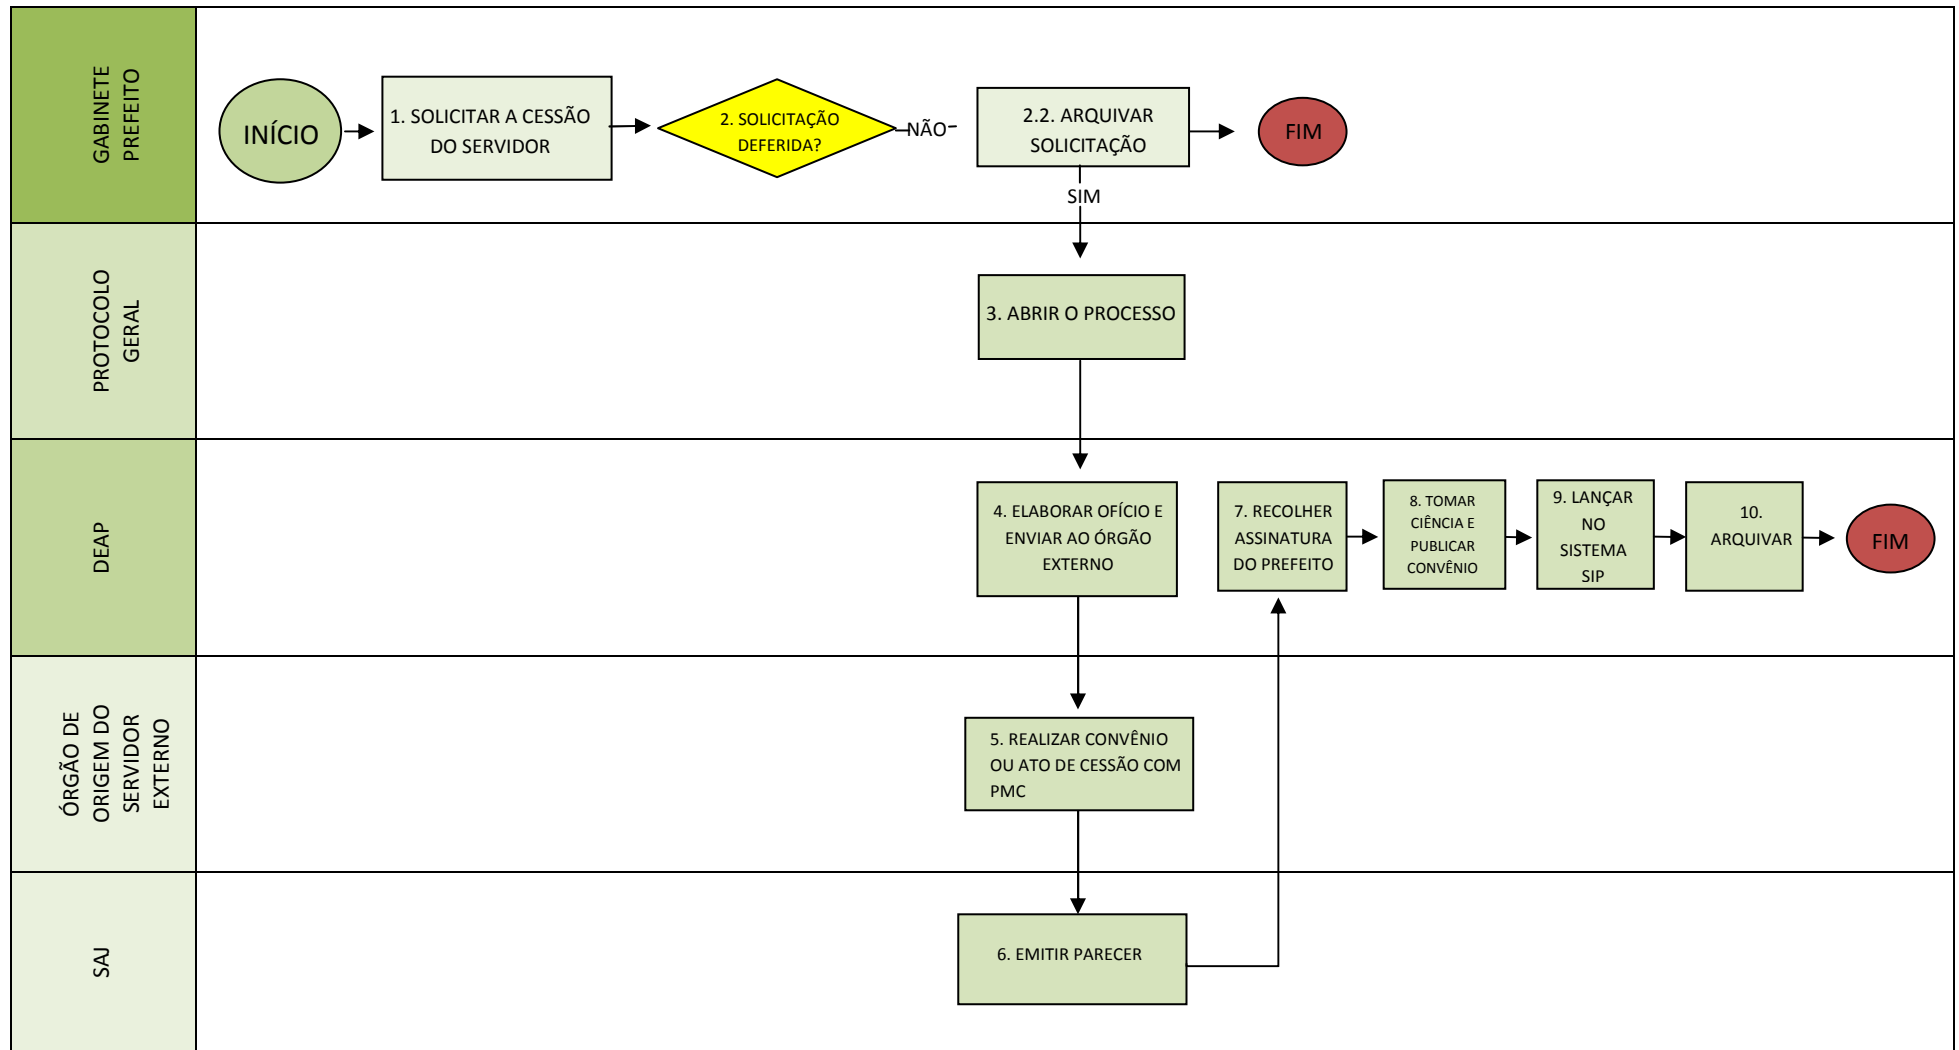 GABINETE
PREFEITO
INÍCIO
1. SOLICITAR A CESSÃO
DO SERVIDOR
2. SOLICITAÇÃO
DEFERIDA?
NÃO
2.2. ARQUIVAR
SOLICITAÇÃO
FIM
SIM
PROTOCOLO
GERAL
3. ABRIR O PROCESSO
DEAP
4. ELABORAR OFÍCIO E
ENVIAR AO ÓRGÃO
EXTERNO
7. RECOLHER
ASSINATURA
DO PREFEITO
8. TOMAR
CIÊNCIA E
PUBLICAR
CONVÊNIO
9. LANÇAR
NO
SISTEMA
SIP
10.
ARQUIVAR
FIM
ÓRGÃO DE
ORIGEM DO
SERVIDOR
EXTERNO
5. REALIZAR CONVÊNIO
OU ATO DE CESSÃO COM
PMC
SAJ
6. EMITIR PARECER